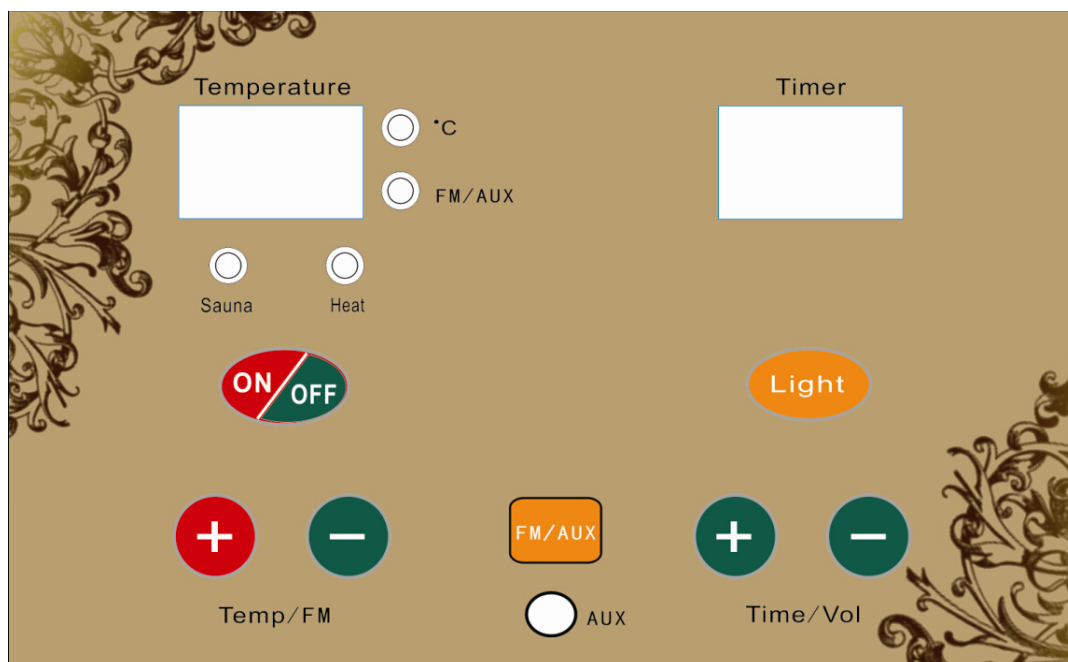 Temperature
Timer
°C
FM/AUX
Sauna
Heat
ON/OFF
Light
+
−
FM/AUX
+
−
Temp/FM
AUX
Time/Vol